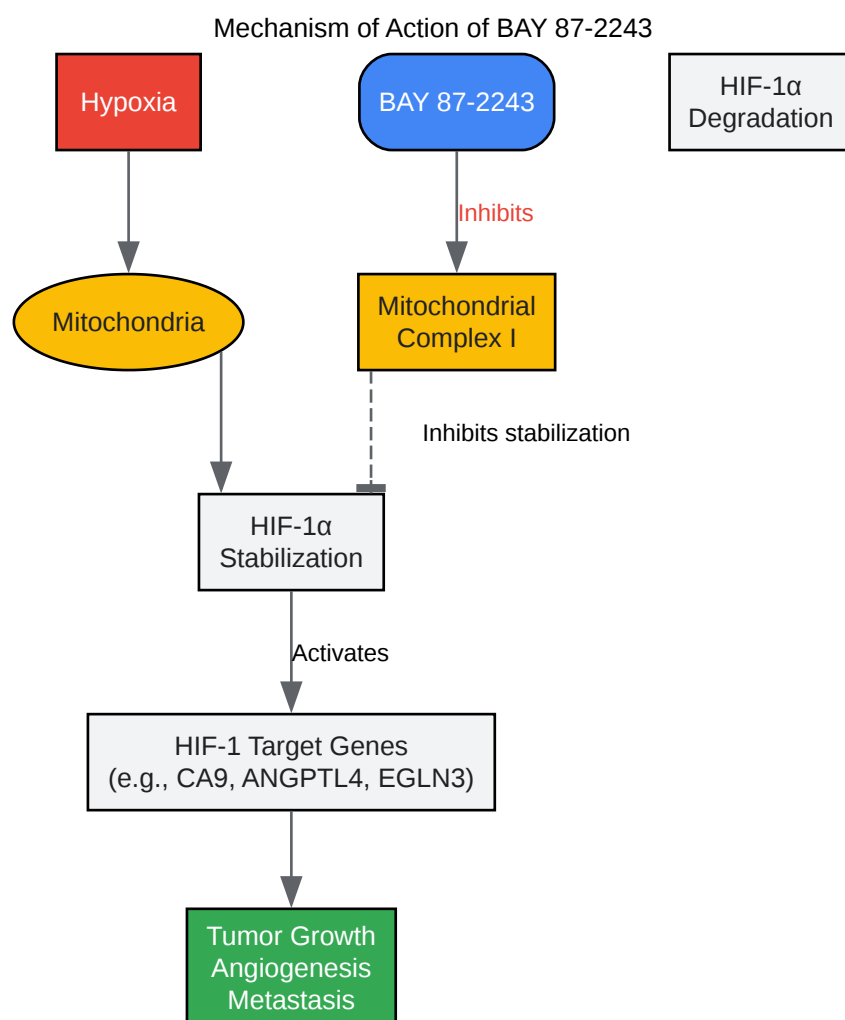 Mechanism of Action of BAY 87-2243
Hypoxia
BAY 87-2243
HIF-1α
Degradation
Inhibits
Mitochondria
Mitochondrial
Complex I
Inhibits stabilization
HIF-1α
Stabilization
Activates
HIF-1 Target Genes
(e.g., CA9, ANGPTL4, EGLN3)
Tumor Growth
Angiogenesis
Metastasis